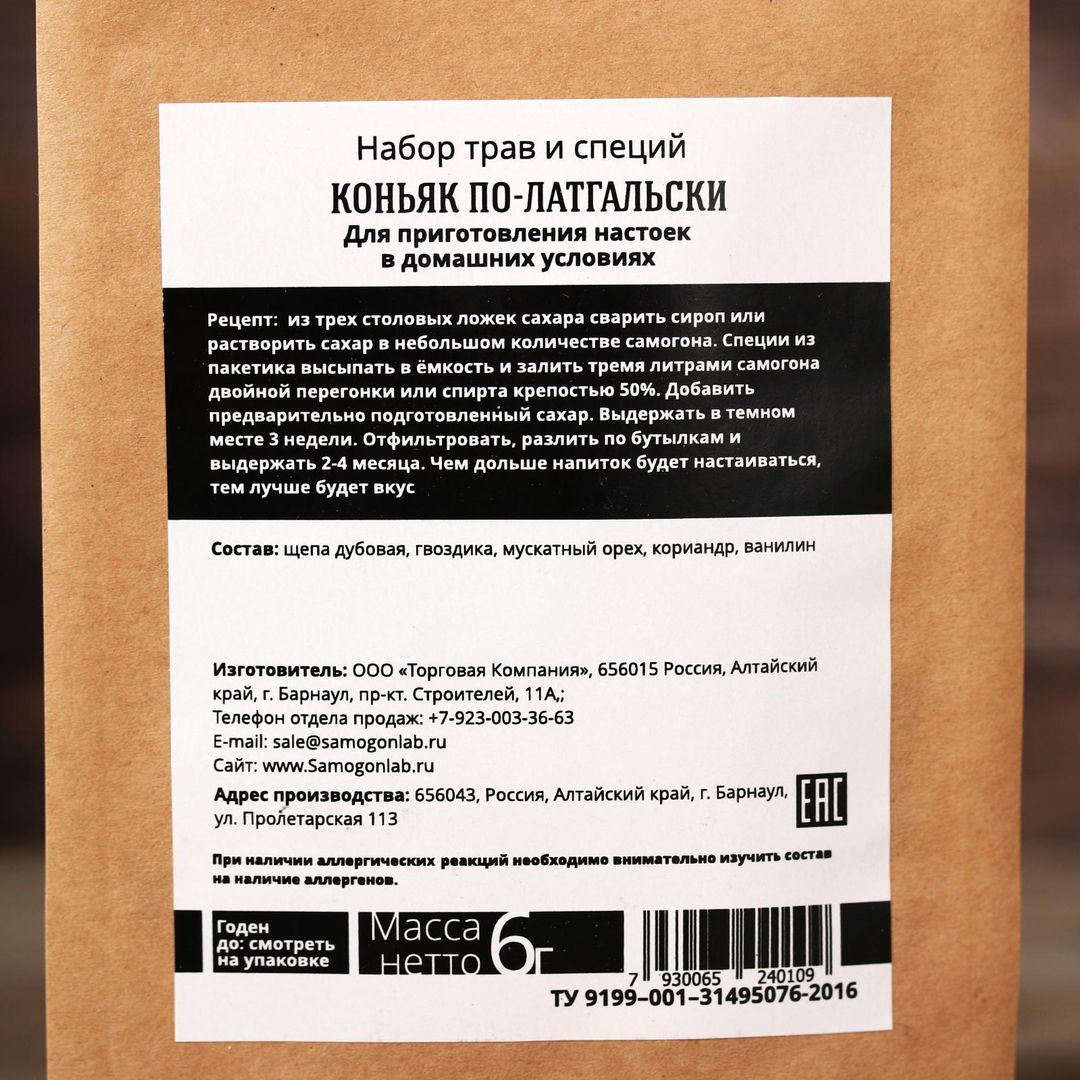 Набор трав и специй
КОНЬЯК ПО-ЛАТГАЛЬСКИ
Для приготовления настоек
в домашних условиях
Рецепт: из трех столовых ложек сахара сварить сироп или
растворить сахар в небольшом количестве самогона. Специи из
пакетика высыпать в ёмкость и залить тремя литрами самогона
двойной перегонки или спирта крепостью 50%. Добавить
предварительно подготовленный сахар. Выдержать в темном
месте 3 недели. Отфильтровать, разлить по бутылкам и
выдержать 2-4 месяца. Чем дольше напиток будет настаиваться,
тем лучше будет вкус
Состав: щепа дубовая, гвоздика, мускатный орех, кориандр, ванилин
Изготовитель: ООО «Торговая Компания», 656015 Россия, Алтайский
край, г. Барнаул, пр-кт. Строителей, 11А,;
Телефон отдела продаж: +7-923-003-36-63
E-mail: sale@samogonlab.ru
Сайт: www.Samogonlab.ru
Адрес производства: 656043, Россия, Алтайский край, г. Барнаул,
ул. Пролетарская 113
EAC
При наличии аллергических реакций необходимо внимательно изучить состав
на наличие аллергенов.
Годен
до: смотреть
на упаковке
Масса
нетто 6г
7 930065 240109
ТУ 9199-001-31495076-2016